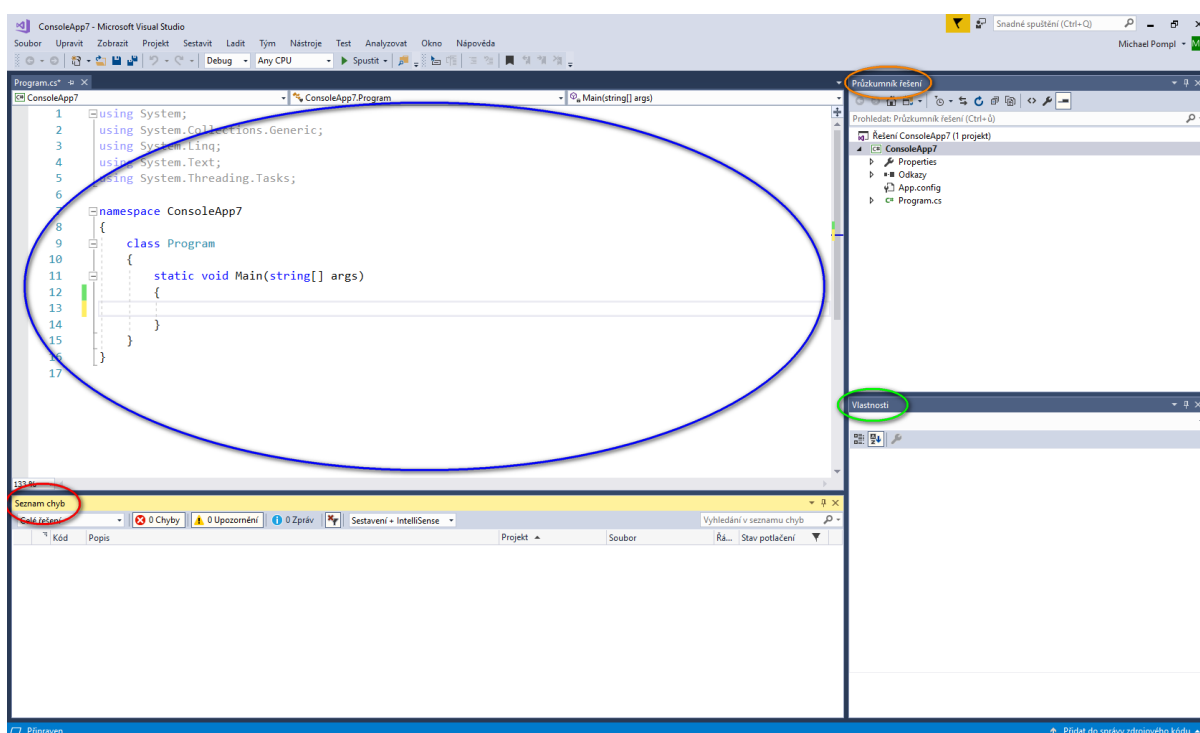 ConsoleApp7 - Microsoft Visual Studio
Snadné spuštění (Ctrl+Q)
Soubor Upravit Zobrazit Projekt Sestavit Ladit Tým Nástroje Test Analyzovat Okno Nápověda
Michael Pompl
Debug Any CPU Spustit
Program.cs*
ConsoleApp7 ConsoleApp7.Program Main(string[] args)
1 using System;
2 using System.Collections.Generic;
3 using System.Linq;
4 using System.Text;
5 using System.Threading.Tasks;
6
7 namespace ConsoleApp7
8 {
9 class Program
10 {
11 static void Main(string[] args)
12 {
13
14 }
15 }
16 }
17
133 %
Seznam chyb
Celé řešení 0 Chyby 0 Upozornění 0 Zpráv Sestavení + IntelliSense Vyhledání v seznamu chyb
Kód Popis Projekt Soubor Řá... Stav potlačení
Průzkumník řešení
Prohledat: Průzkumník řešení (Ctrl+ů)
Řešení ConsoleApp7 (1 projekt)
ConsoleApp7
Properties
Odkazy
App.config
Program.cs
Vlastnosti
Připraven
Přidat do správy zdrojového kódu